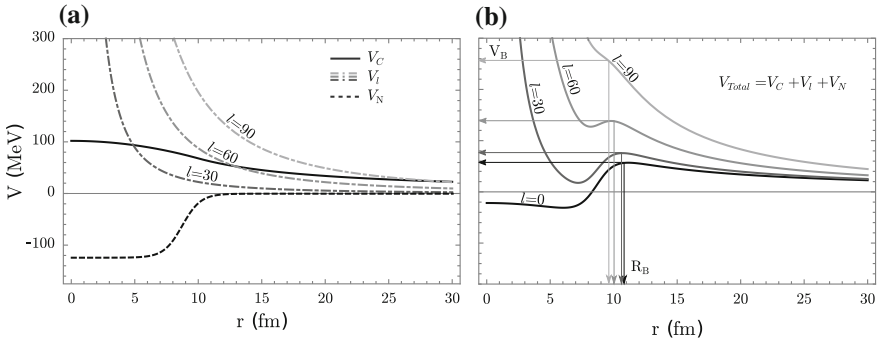 (a)
300
200
100
0
-100
V (MeV)
V_C
V_l
V_N
l=90
l=60
l=30
0
5
10
15
20
25
30
r (fm)
(b)
V_B
l=30
l=60
l=90
V_Total =V_C +V_l +V_N
l=0
R_B
0
5
10
15
20
25
30
r (fm)